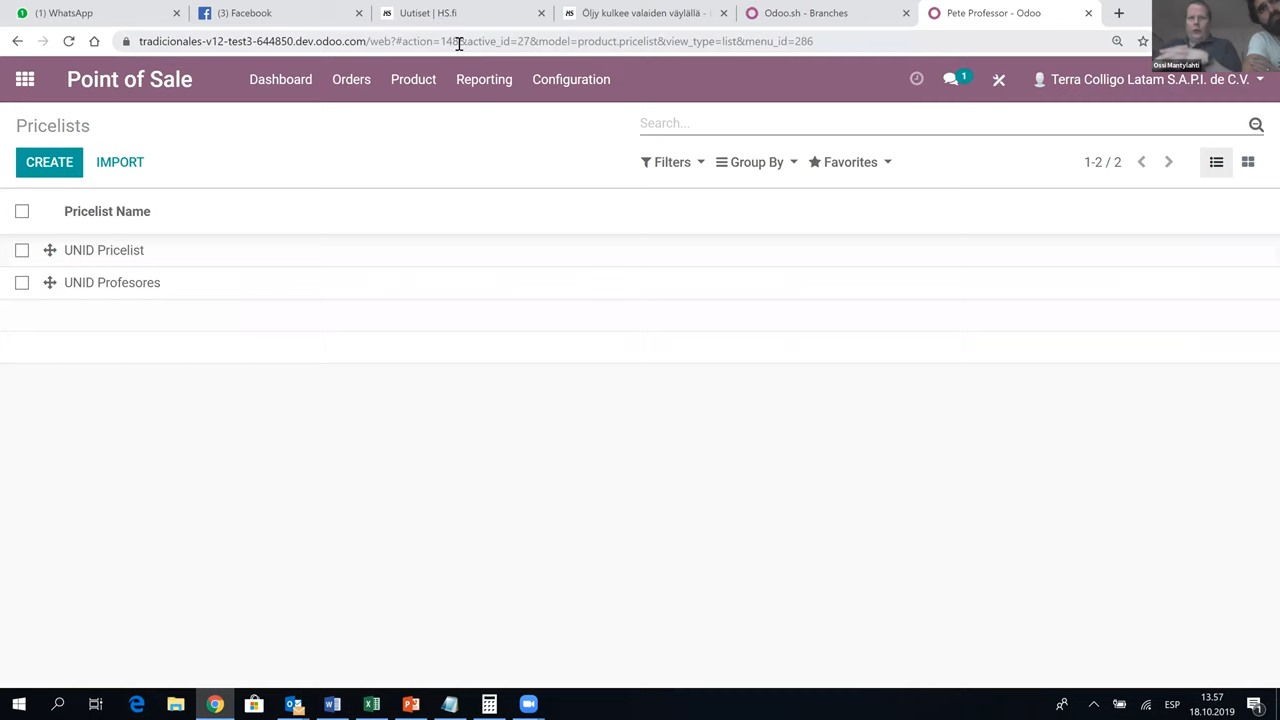 (1) WhatsApp
(3) Facebook
Uutiset | HS.fi
Öljy kulkee valaiden väylällä -
Odoo.sh - Branches
Pete Professor - Odoo
tradicionales-v12-test3-644850.dev.odoo.com/web?#action=148&active_id=27&model=product.pricelist&view_type=list&menu_id=286
Ossi Mantylahti
Point of Sale
Dashboard
Orders
Product
Reporting
Configuration
1
Terra Colligo Latam S.A.P.I. de C.V.
Pricelists
Search...
CREATE
IMPORT
Filters
Group By
Favorites
1-2 / 2
Pricelist Name
UNID Pricelist
UNID Profesores
ESP
13.57
18.10.2019